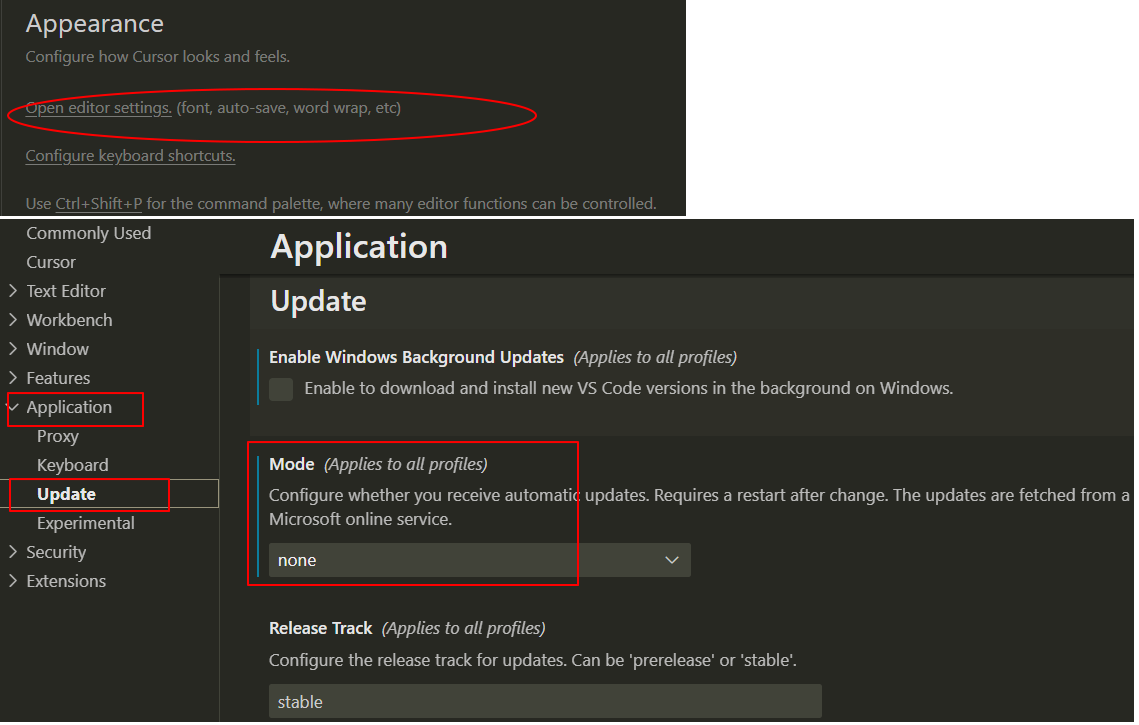 Appearance
Configure how Cursor looks and feels.
Open editor settings. (font, auto-save, word wrap, etc)
Configure keyboard shortcuts.
Use Ctrl+Shift+P for the command palette, where many editor functions can be controlled.
Commonly Used
Cursor
Text Editor
Workbench
Window
Features
Application
Proxy
Keyboard
Update
Experimental
Security
Extensions
Application
Update
Enable Windows Background Updates (Applies to all profiles)
Enable to download and install new VS Code versions in the background on Windows.
Mode (Applies to all profiles)
Configure whether you receive automatic updates. Requires a restart after change. The updates are fetched from a
Microsoft online service.
none
Release Track (Applies to all profiles)
Configure the release track for updates. Can be 'prerelease' or 'stable'.
stable